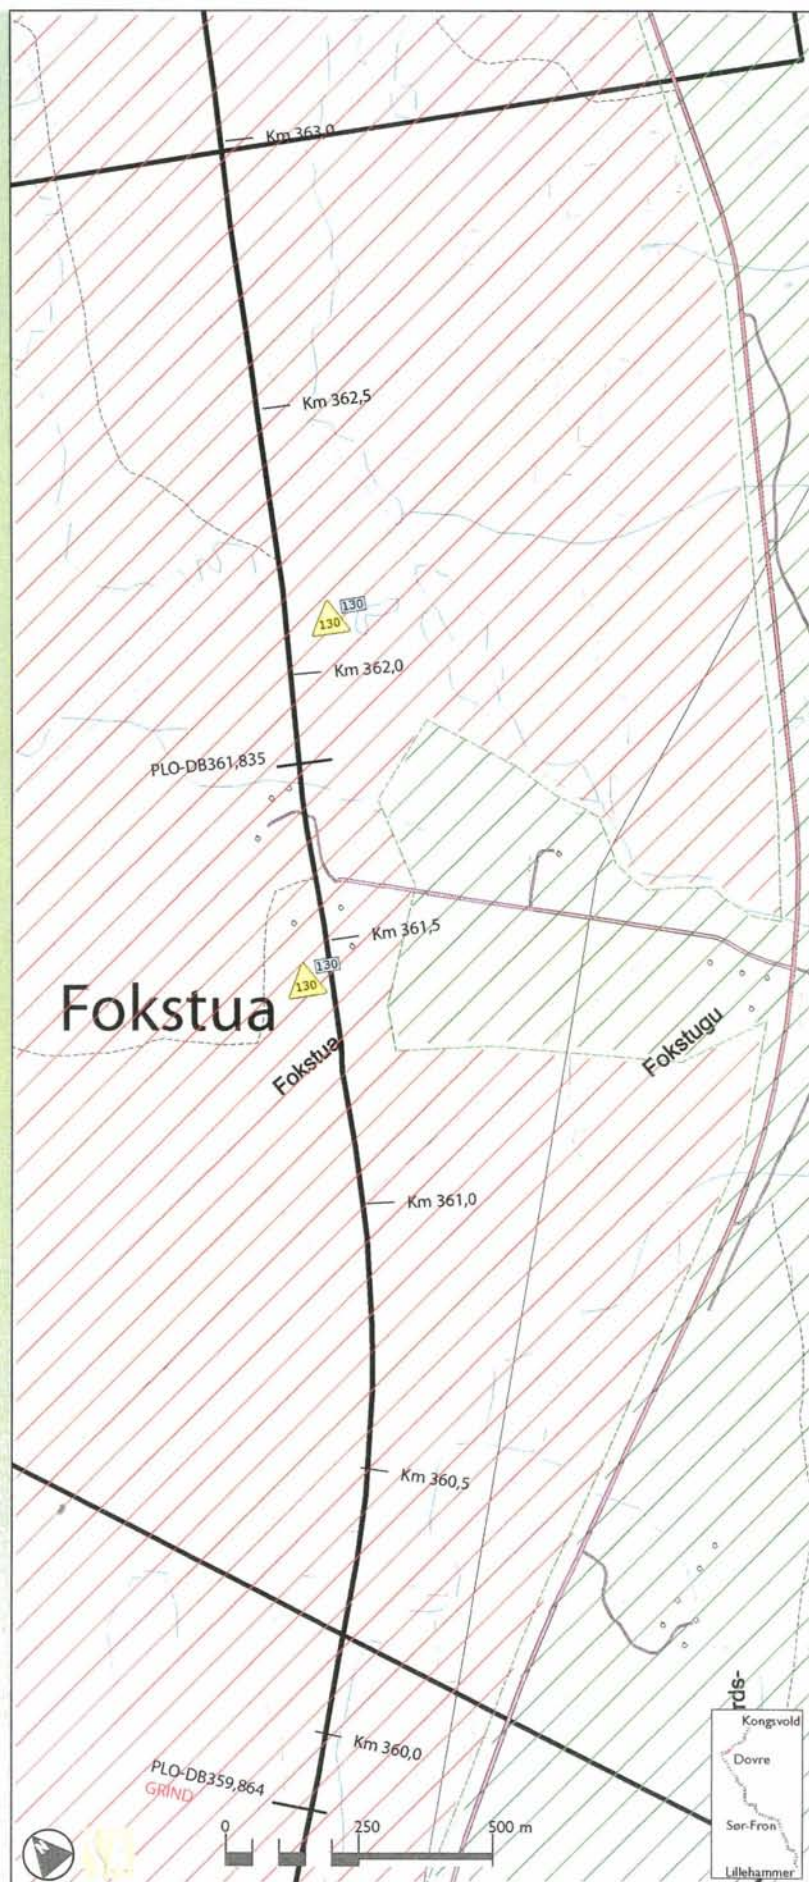 Km 363,0
Km 362,5
130
130
Km 362,0
PLO-DB361,835
Km 361,5
130
130
Fokstua
Fokstua
Fokstugu
Km 361,0
Km 360,5
rds-
Kongsvold
Dovre
Sør-Fron
Lillehammer
Km 360,0
PLO-DB359,864
GRIND
0 250 500 m